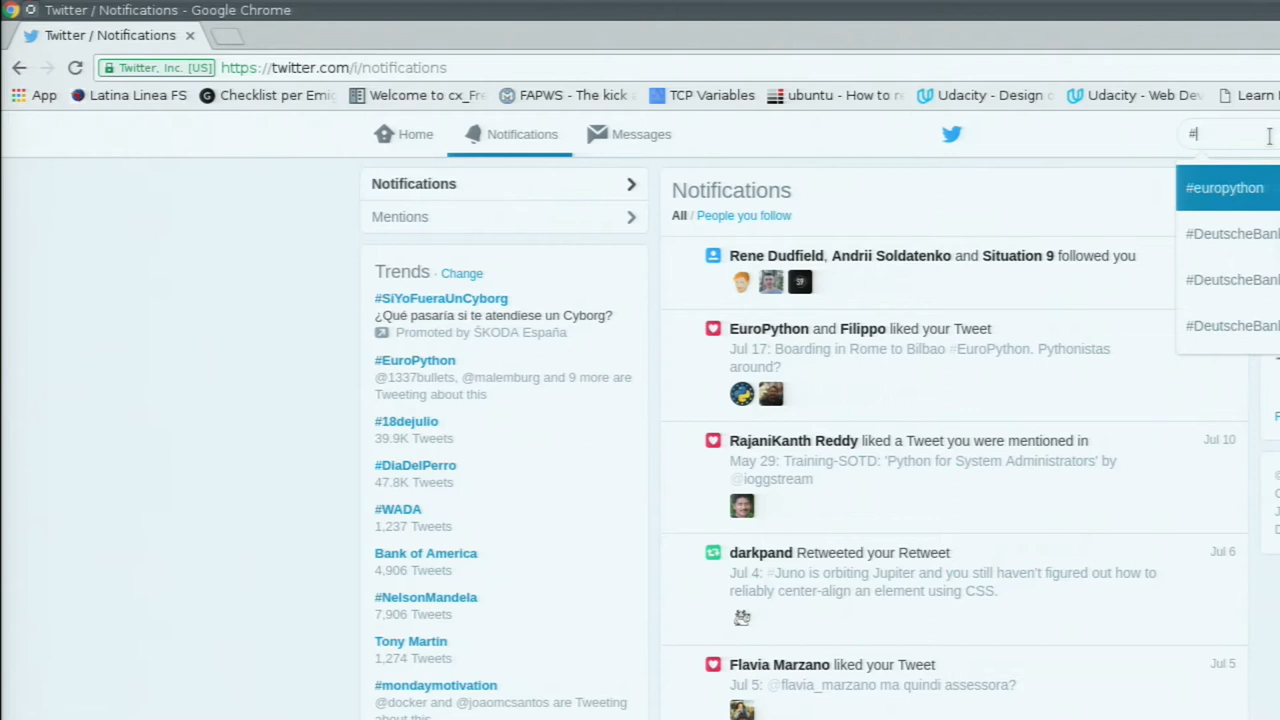 Twitter / Notifications - Google Chrome
Twitter / Notifications
Twitter, Inc. [US] https://twitter.com/i/notifications
App
Latina Linea FS
Checklist per Emig
Welcome to cx_Fre
FAPWS - The kick
TCP Variables
ubuntu - How to r
Udacity - Design o
Udacity - Web Dev
Learn
Home
Notifications
Messages
#
#europython
#DeutscheBank
#DeutscheBank
#DeutscheBank
Notifications
Mentions
Trends · Change
#SiYoFueraUnCyborg
¿Qué pasaría si te atendiese un Cyborg?
Promoted by ŠKODA España
#EuroPython
@1337bullets, @malemburg and 9 more are
Tweeting about this
#18dejulio
39.9K Tweets
#DiaDelPerro
47.8K Tweets
#WADA
1,237 Tweets
Bank of America
4,906 Tweets
#NelsonMandela
7,906 Tweets
Tony Martin
1,274 Tweets
#mondaymotivation
@docker and @joaomcsantos are Tweeting
about this
Notifications
All / People you follow
Rene Dudfield, Andrii Soldatenko and Situation 9 followed you
EuroPython and Filippo liked your Tweet
Jul 17: Boarding in Rome to Bilbao #EuroPython. Pythonistas
around?
RajaniKanth Reddy liked a Tweet you were mentioned in
Jul 10
May 29: Training-SOTD: 'Python for System Administrators' by
@ioggstream
darkpand Retweeted your Retweet
Jul 6
Jul 4: #Juno is orbiting Jupiter and you still haven't figured out how to
reliably center-align an element using CSS.
Flavia Marzano liked your Tweet
Jul 5
Jul 5: @flavia_marzano ma quindi assessora?